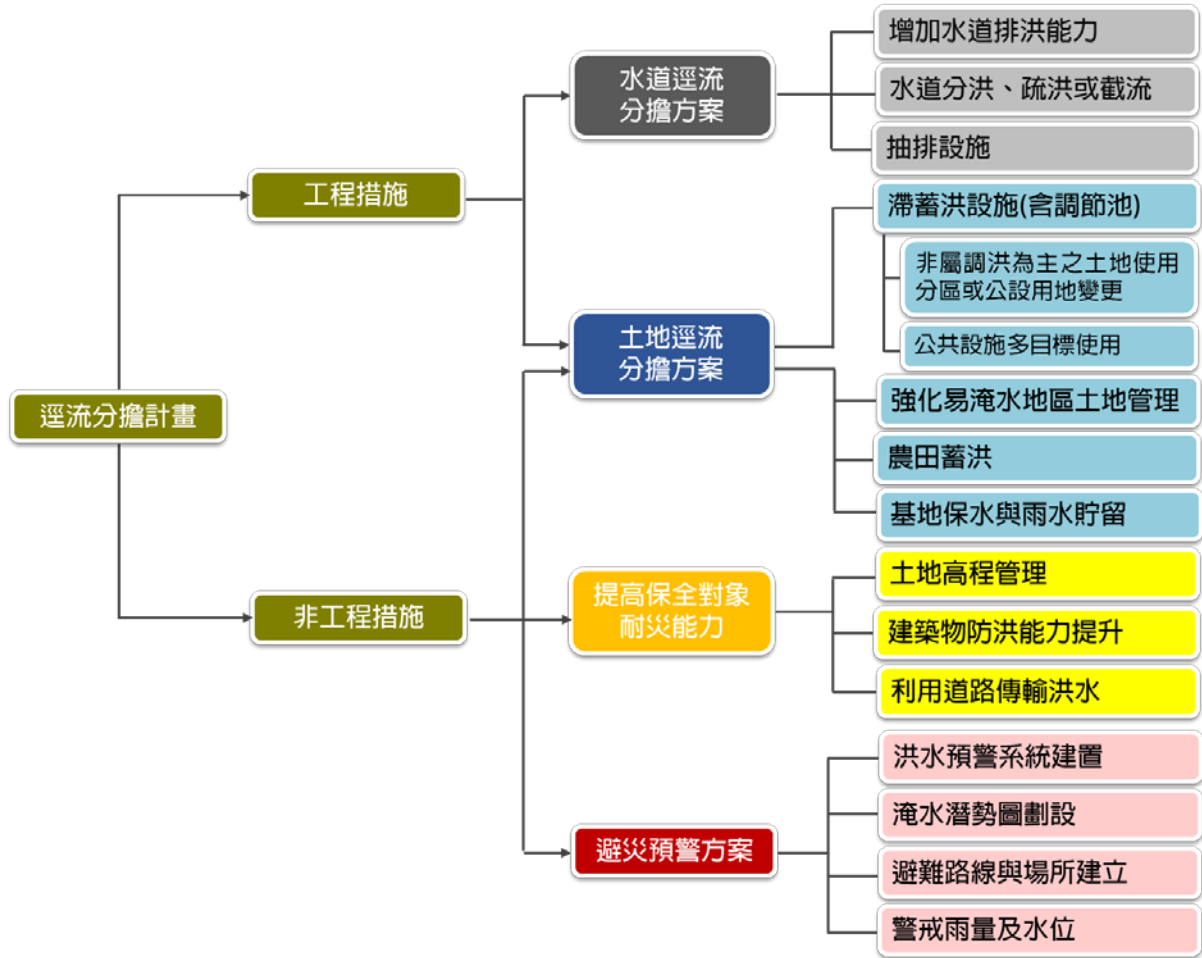 逕流分擔計畫
工程措施
非工程措施
水道逕流
分擔方案
土地逕流
分擔方案
提高保全對象
耐災能力
避災預警方案
增加水道排洪能力
水道分洪、疏洪或截流
抽排設施
滯蓄洪設施(含調節池)
非屬調洪為主之土地使用
分區或公設用地變更
公共設施多目標使用
強化易淹水地區土地管理
農田蓄洪
基地保水與雨水貯留
土地高程管理
建築物防洪能力提升
利用道路傳輸洪水
洪水預警系統建置
淹水潛勢圖劃設
避難路線與場所建立
警戒雨量及水位